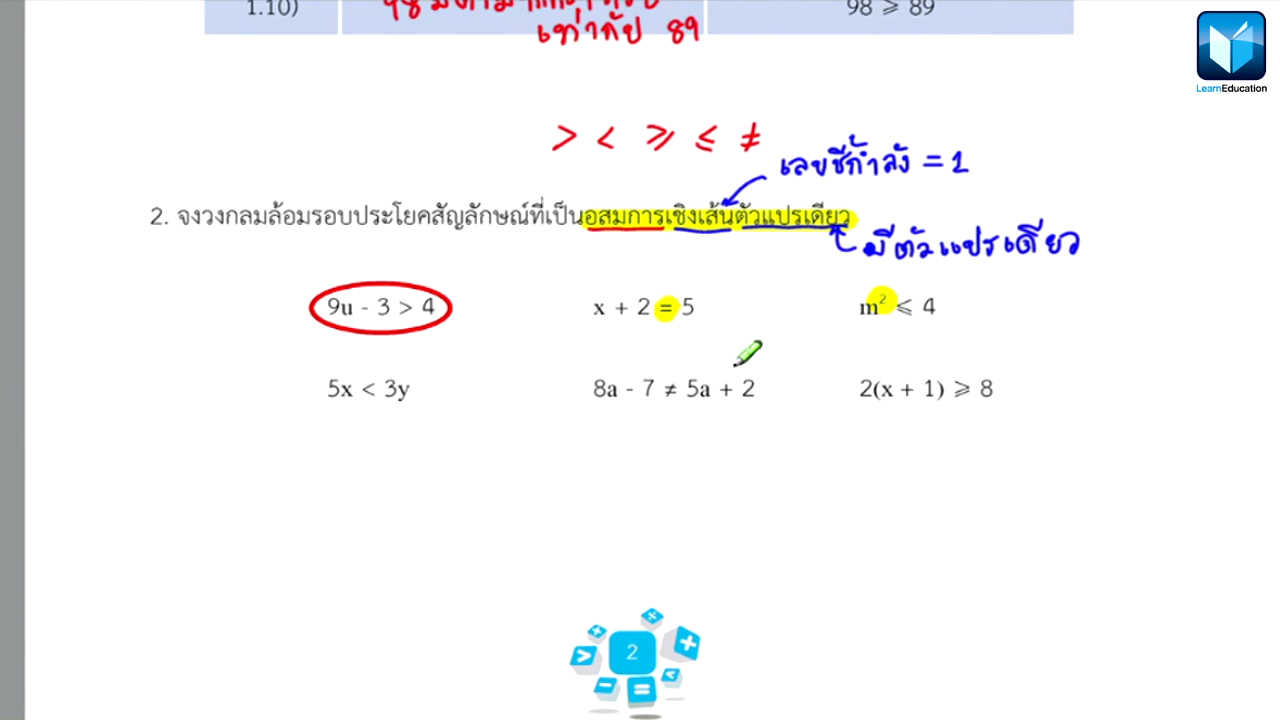 1.10)
98 ≥ 89
เท่ากับ 89
LearnEducation
> < ≥ ≤ ≠
เลขชี้กำลัง = 1
2. จงวงกลมล้อมรอบประโยคสัญลักษณ์ที่เป็นอสมการเชิงเส้นตัวแปรเดียว
มีตัวแปรเดียว
9u - 3 > 4 x + 2 = 5 m² ≤ 4
5x < 3y 8a - 7 ≠ 5a + 2 2(x + 1) ≥ 8
2